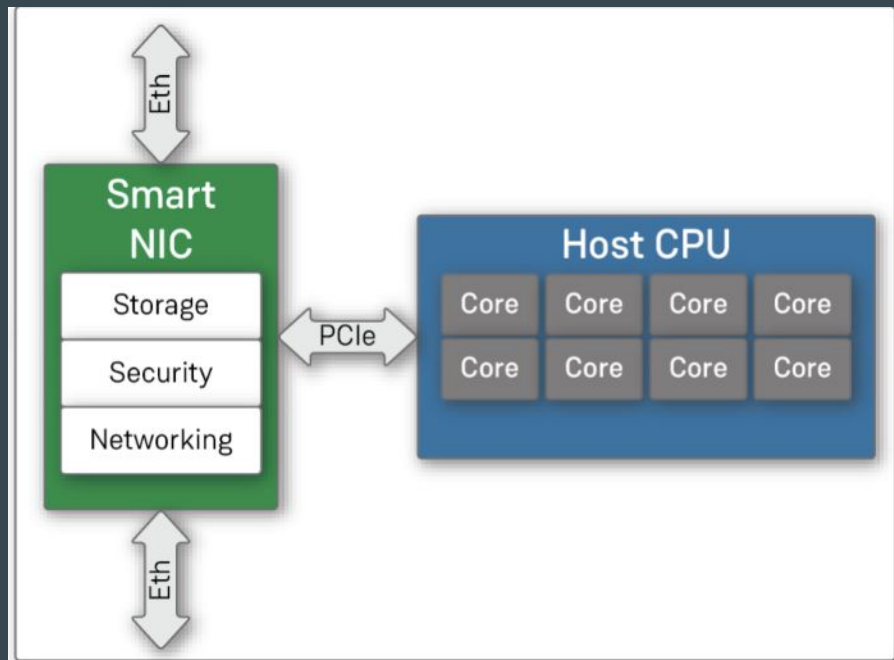 Eth
Smart
NIC
Storage
Security
Networking
Eth
PCIe
Host CPU
Core Core Core Core
Core Core Core Core